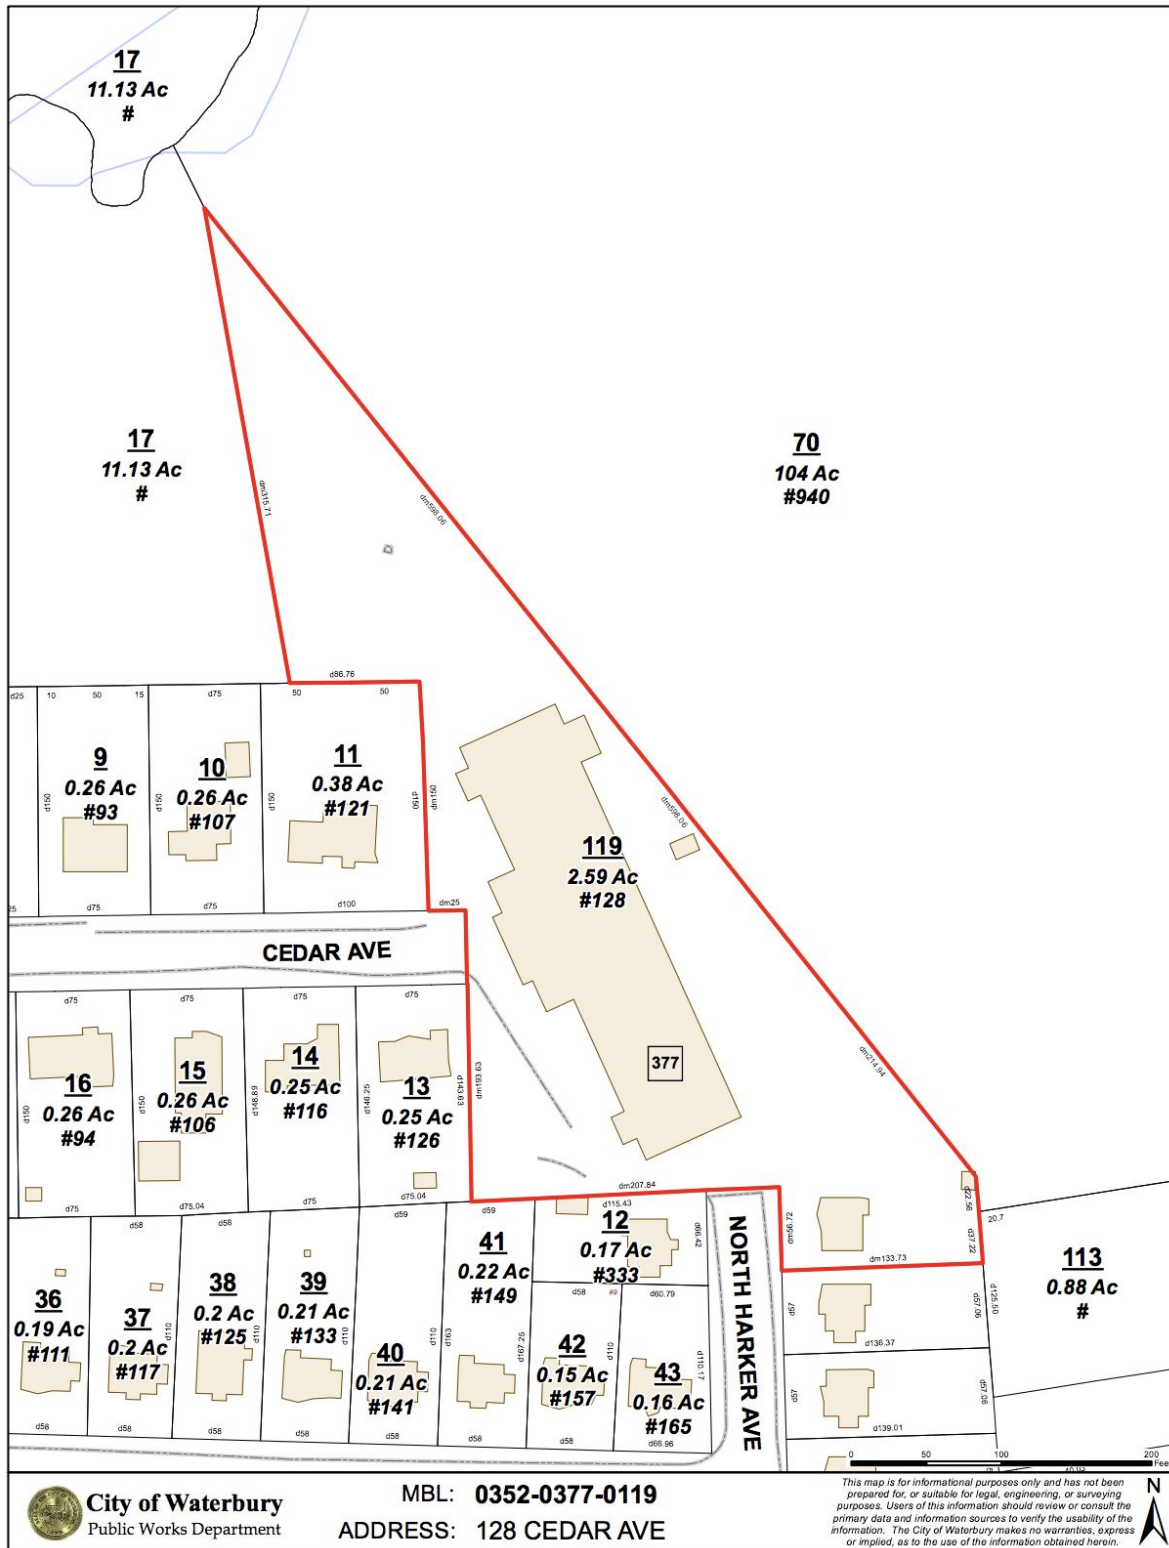 17
11.13 Ac
#
17
11.13 Ac
#
70
104 Ac
#940
dm315.71
dm598.06
d86.76
d25
10
50
15
d75
50
50
9
0.26 Ac
#93
10
0.26 Ac
#107
11
0.38 Ac
#121
d150
d150
d150
d150
dm150
dm598.06
119
2.59 Ac
#128
25
d75
d75
d100
dm25
CEDAR AVE
d75
d75
d75
d75
16
0.26 Ac
#94
15
0.26 Ac
#106
14
0.25 Ac
#116
13
0.25 Ac
#126
d150
d150
d148.89
d146.25
d143.63
dm193.63
377
dm214.94
d75
d75.04
d75
d75.04
dm207.84
d58
d58
d59
d59
d115.43
12
0.17 Ac
#333
d66.42
NORTH HARKER AVE
dm56.72
d22.56
d37.22
20.7
dm133.73
113
0.88 Ac
#
36
0.19 Ac
#111
37
0.2 Ac
#117
38
0.2 Ac
#125
39
0.21 Ac
#133
40
0.21 Ac
#141
41
0.22 Ac
#149
42
0.15 Ac
#157
43
0.16 Ac
#165
d58
#9
d60.79
d110
d110
d110
d110
d163
d167.25
d110
d110.17
d57
d57.06
d125.50
d136.37
d57
d57.06
d139.01
d58
d58
d58
d58
d58
d58
d66.96
0
50
100
200
Feet
City of Waterbury
Public Works Department
MBL: 0352-0377-0119
ADDRESS: 128 CEDAR AVE
This map is for informational purposes only and has not been
prepared for, or suitable for legal, engineering, or surveying
purposes. Users of this information should review or consult the
primary data and information sources to verify the usability of the
information. The City of Waterbury makes no warranties, express
or implied, as to the use of the information obtained herein.
N